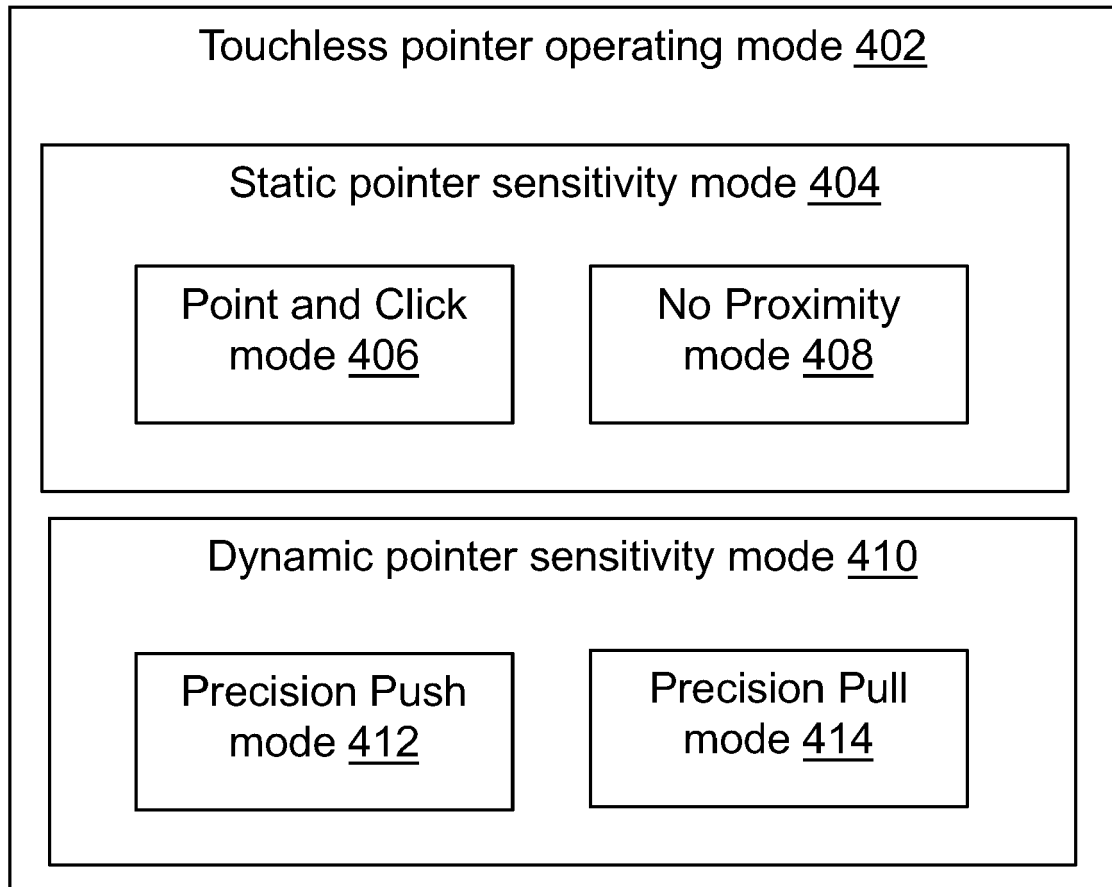 Touchless pointer operating mode 402
Static pointer sensitivity mode 404
Point and Click
mode 406
No Proximity
mode 408
Dynamic pointer sensitivity mode 410
Precision Push
mode 412
Precision Pull
mode 414